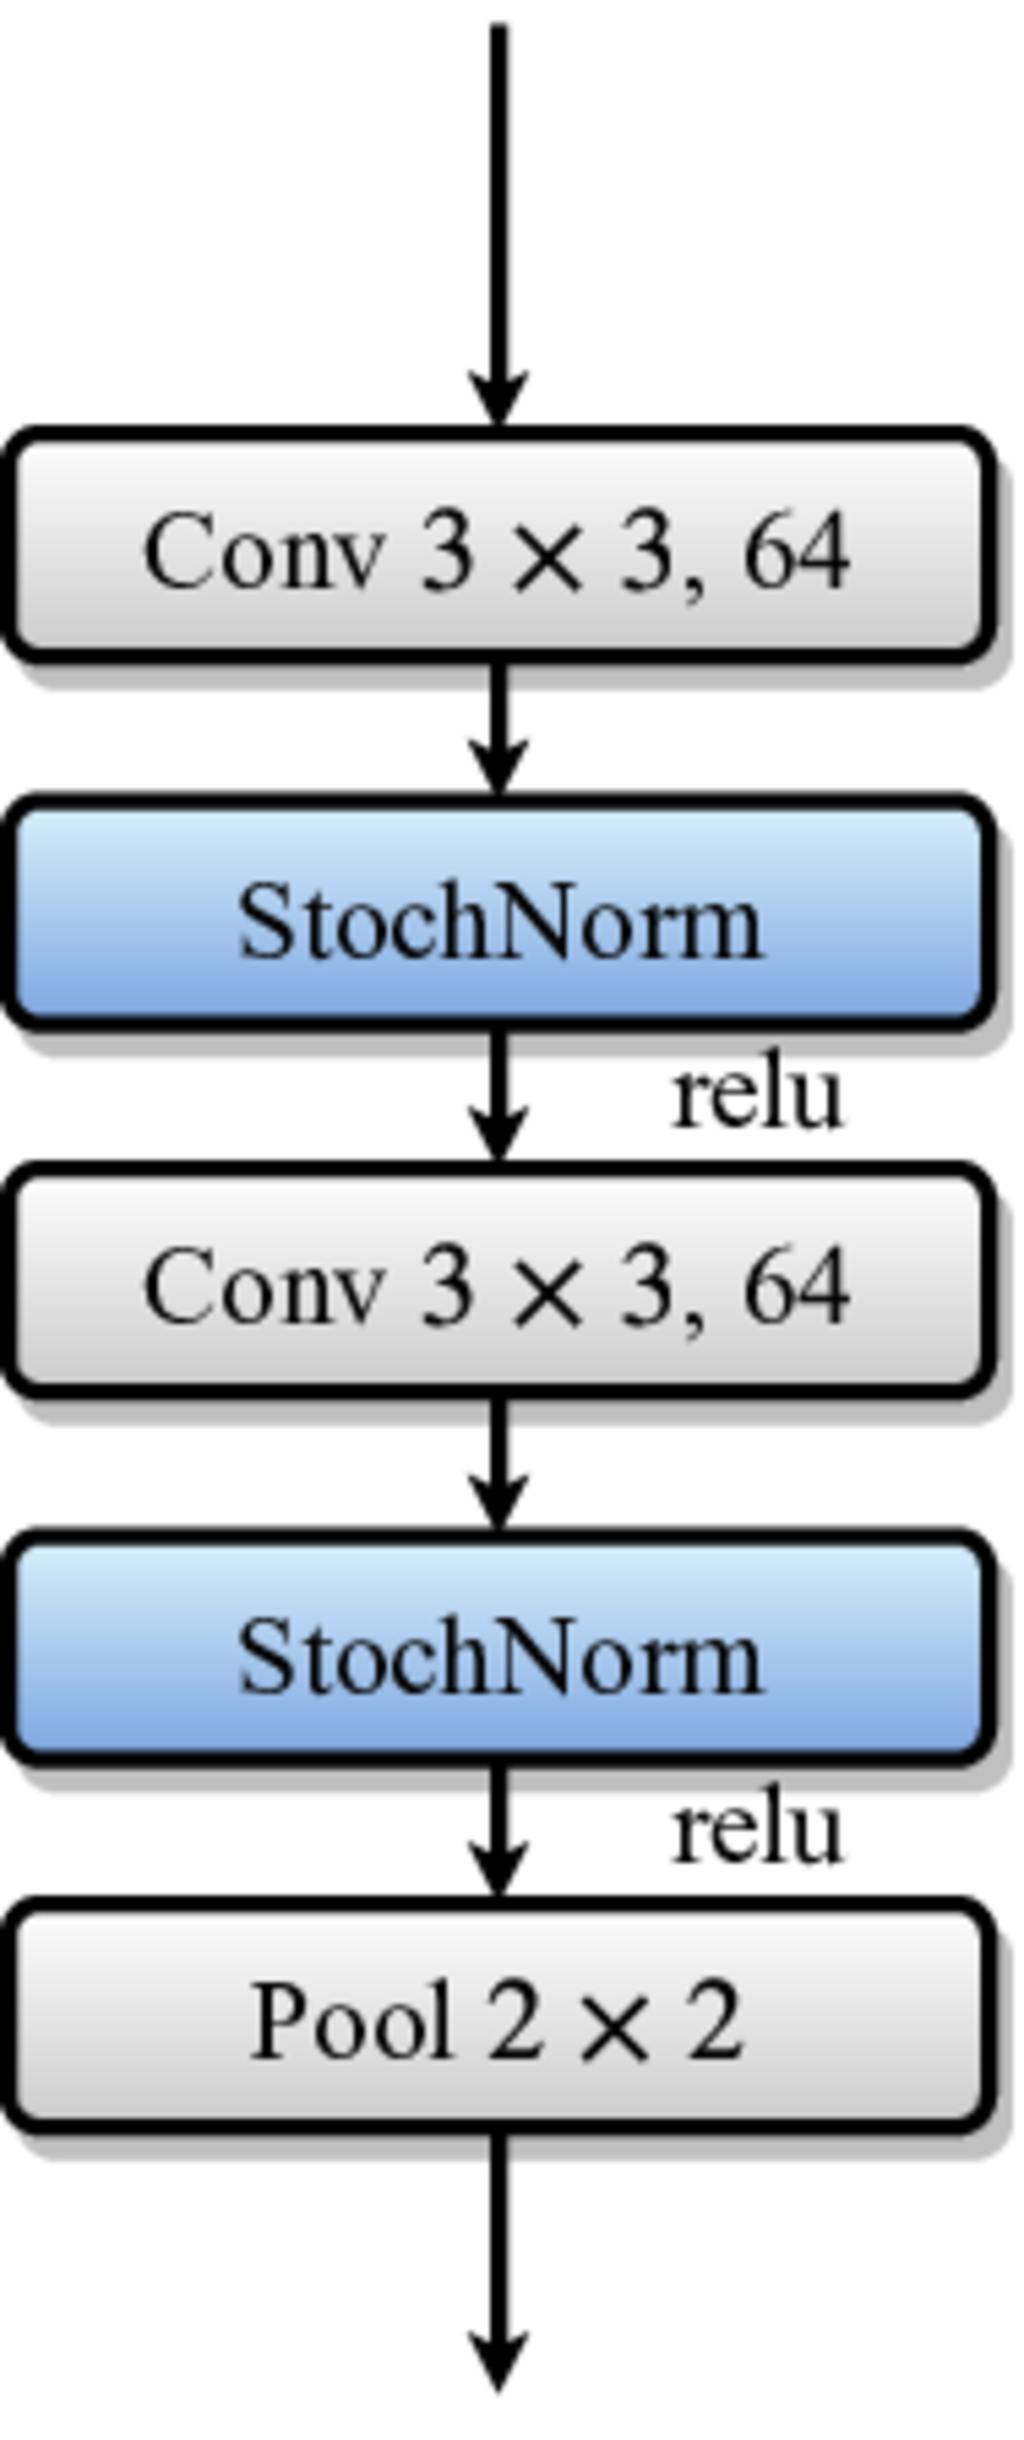 Conv 3 × 3, 64
StochNorm
relu
Conv 3 × 3, 64
StochNorm
relu
Pool 2 × 2